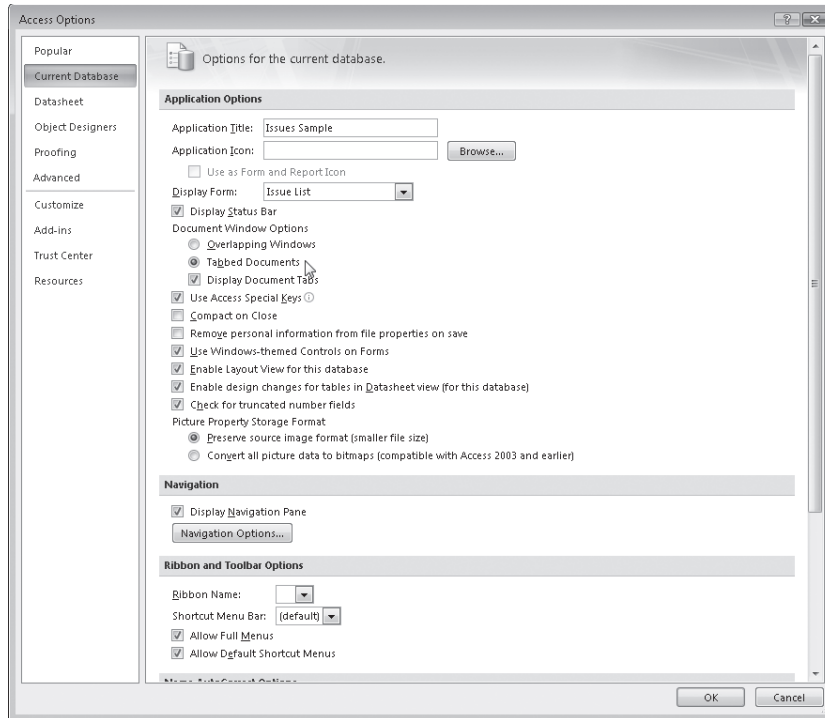 Access Options
Popular
Current Database
Datasheet
Object Designers
Proofing
Advanced
Customize
Add-ins
Trust Center
Resources
Options for the current database.
Application Options
Application Title: Issues Sample
Application Icon: Browse...
Use as Form and Report Icon
Display Form: Issue List
Display Status Bar
Document Window Options
Overlapping Windows
Tabbed Documents
Display Document Tabs
Use Access Special Keys
Compact on Close
Remove personal information from file properties on save
Use Windows-themed Controls on Forms
Enable Layout View for this database
Enable design changes for tables in Datasheet view (for this database)
Check for truncated number fields
Picture Property Storage Format
Preserve source image format (smaller file size)
Convert all picture data to bitmaps (compatible with Access 2003 and earlier)
Navigation
Display Navigation Pane
Navigation Options...
Ribbon and Toolbar Options
Ribbon Name:
Shortcut Menu Bar: (default)
Allow Full Menus
Allow Default Shortcut Menus
Name AutoCorrect Options
OK Cancel